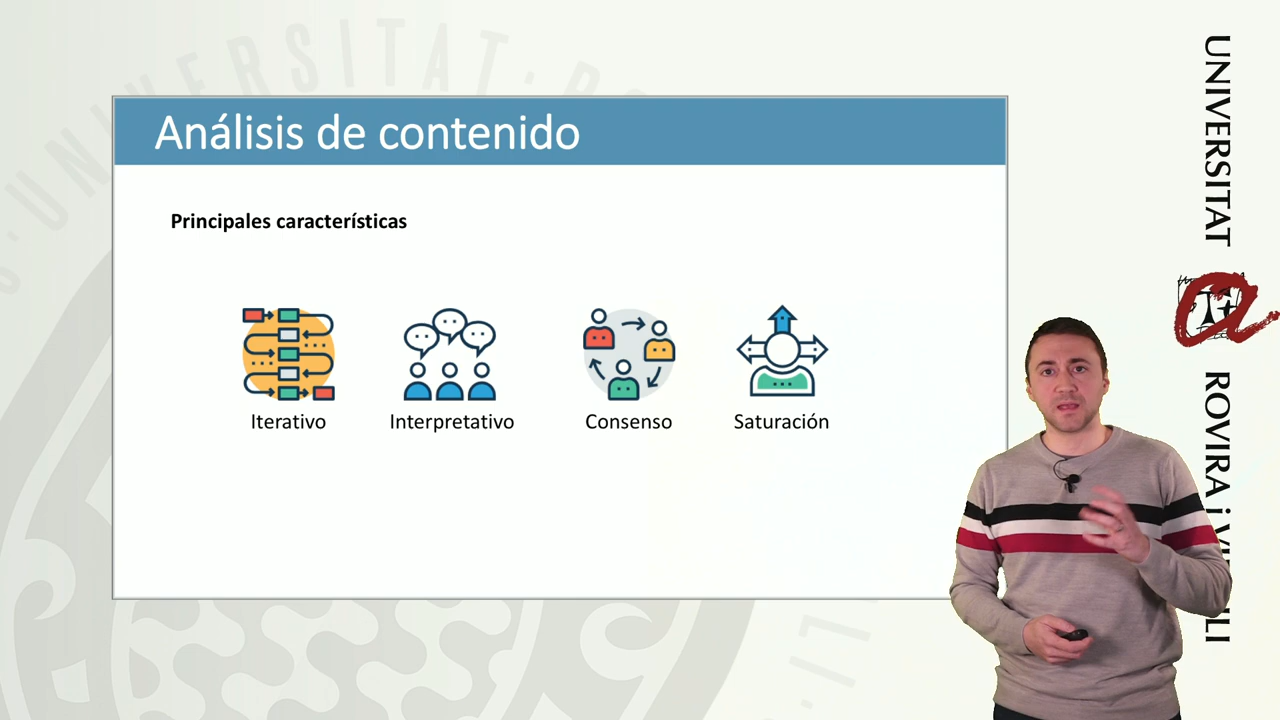 Análisis de contenido
Principales características
Iterativo
Interpretativo
Consenso
Saturación
UNIVERSITAT
ROVIRA i